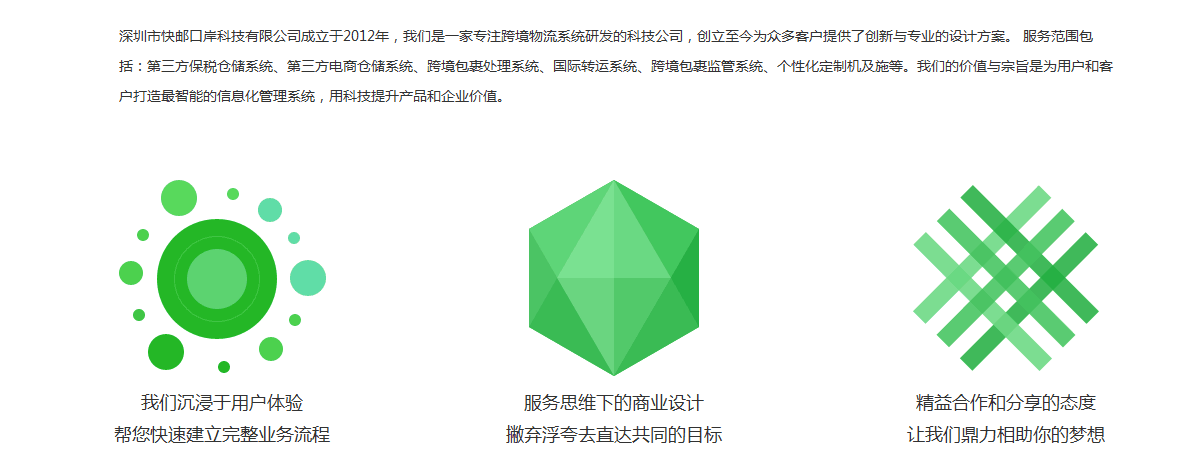 深圳市快邮口岸科技有限公司成立于2012年，我们是一家专注跨境物流系统研发的科技公司，创立至今为众多客户提供了创新与专业的设计方案。 服务范围包
括：第三方保税仓储系统、第三方电商仓储系统、跨境包裹处理系统、国际转运系统、跨境包裹监管系统、个性化定制机及施等。我们的价值与宗旨是为用户和客
户打造最智能的信息化管理系统，用科技提升产品和企业价值。
我们沉浸于用户体验
帮您快速建立完整业务流程
服务思维下的商业设计
撇弃浮夸去直达共同的目标
精益合作和分享的态度
让我们鼎力相助你的梦想